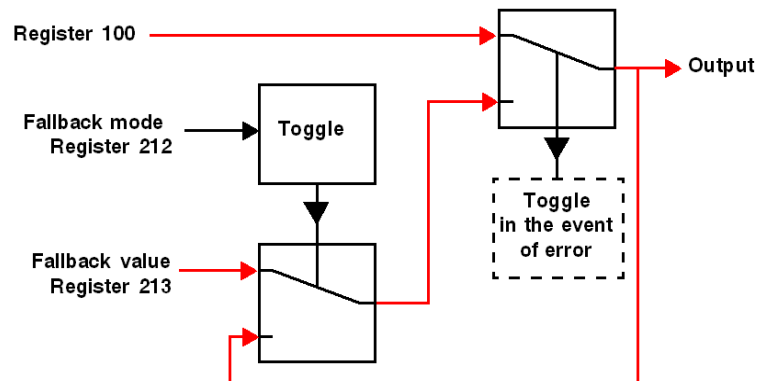 Register 100
Output
Fallback mode
Register 212
Toggle
Toggle
in the event
of error
Fallback value
Register 213